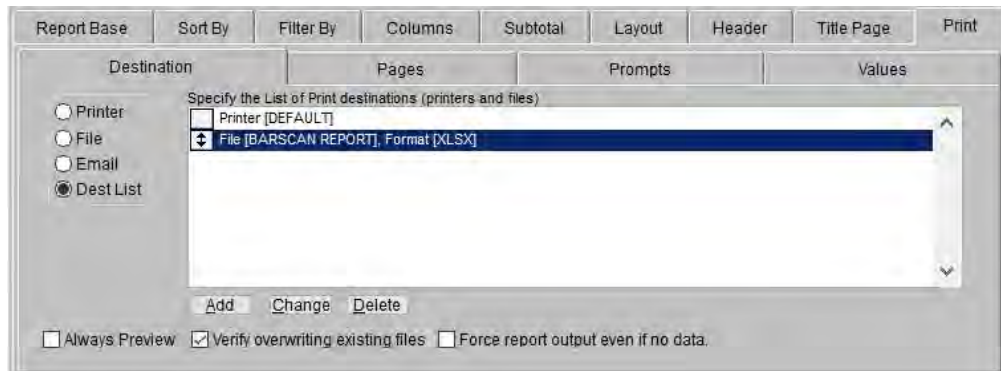 Report Base Sort By Filter By Columns Subtotal Layout Header Title Page Print
Destination Pages Prompts Values
Specify the List of Print destinations (printers and files)
Printer
File
Email
Dest List
Printer [DEFAULT]
File [BARSCAN REPORT], Format [XLSX]
Add Change Delete
Always Preview Verify overwriting existing files Force report output even if no data.